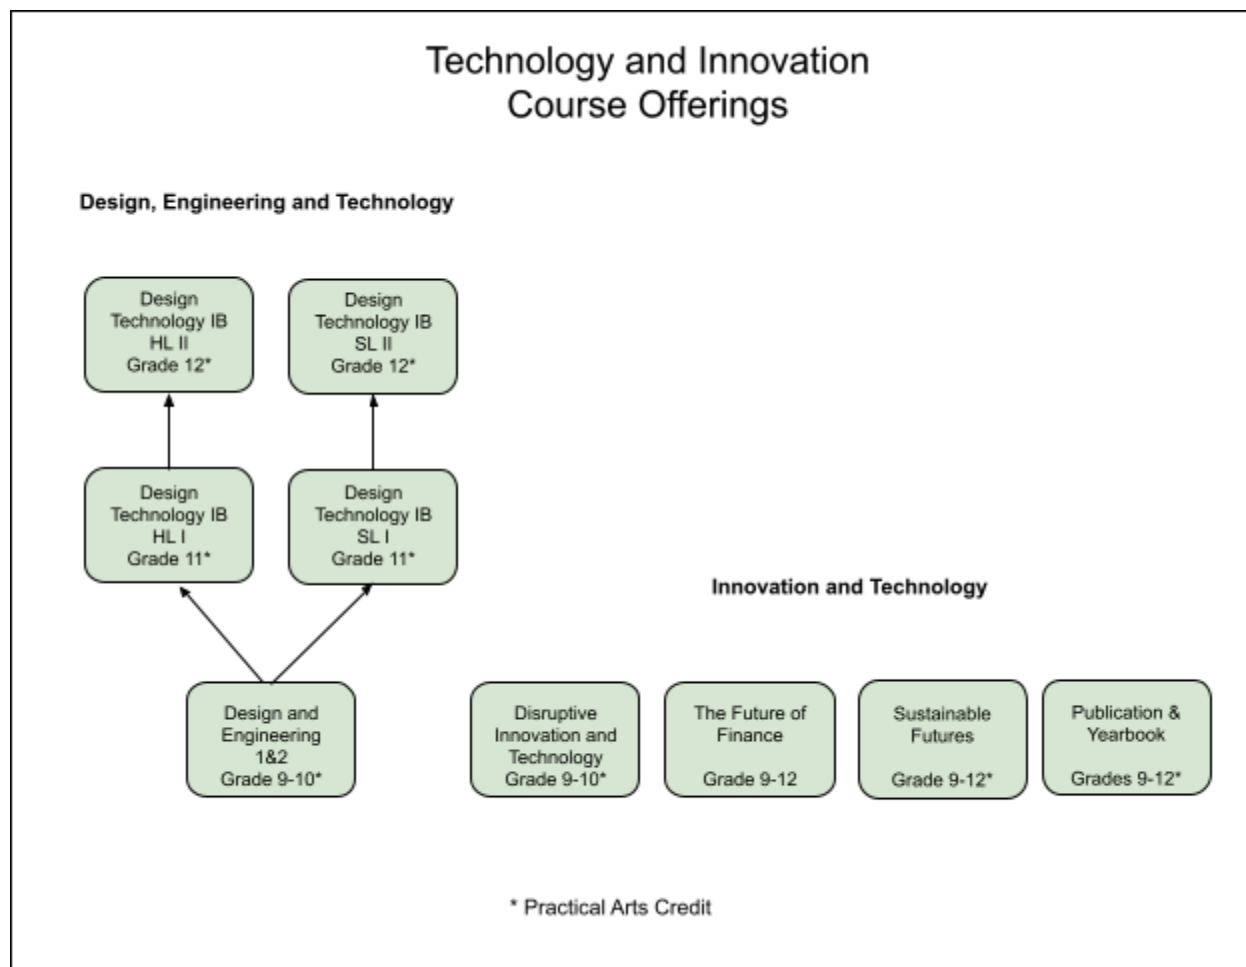 Technology and Innovation
Course Offerings
Design, Engineering and Technology
Design
Technology IB
HL II
Grade 12*
Design
Technology IB
SL II
Grade 12*
Design
Technology IB
HL I
Grade 11*
Design
Technology IB
SL I
Grade 11*
Innovation and Technology
Design and
Engineering
1&2
Grade 9-10*
Disruptive
Innovation and
Technology
Grade 9-10*
The Future of
Finance
Grade 9-12
Sustainable
Futures
Grade 9-12*
Publication &
Yearbook
Grades 9-12*
* Practical Arts Credit